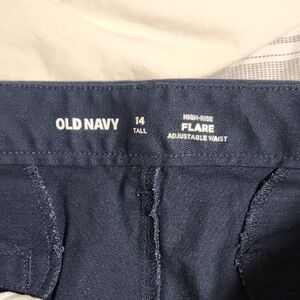 OLD NAVY
14
TALL
HIGH-RISE
FLARE
ADJUSTABLE WAIST